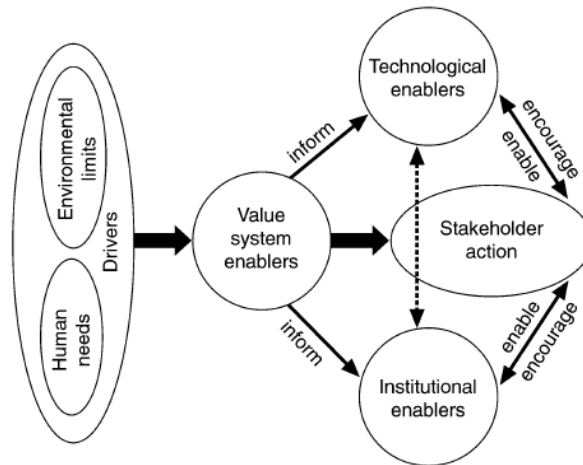 Environmental
limits
Drivers
Human
needs
Value
system
enablers
inform
inform
Technological
enablers
encourage
enable
Stakeholder
action
enable
encourage
Institutional
enablers